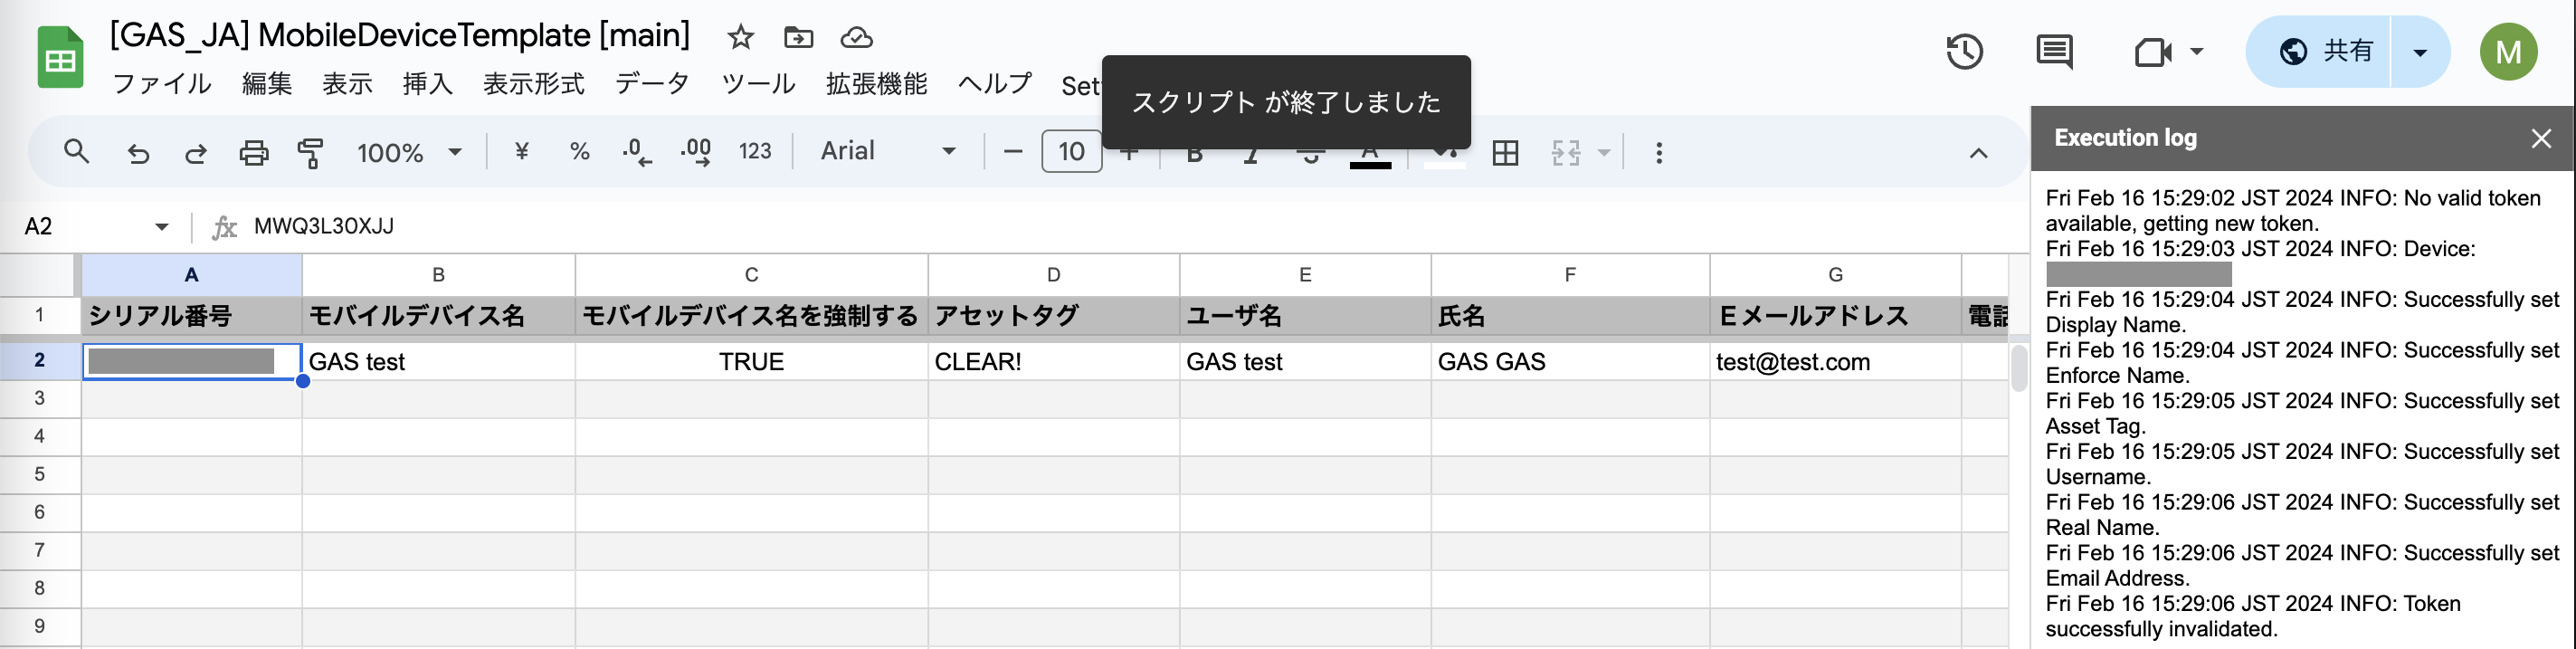 [GAS_JA] MobileDeviceTemplate [main]
ファイル 編集 表示 挿入 表示形式 データ ツール 拡張機能 ヘルプ Set
スクリプト が終了しました
共有
M
100% ¥ % .0 .00 123 Arial 10 B I S A
A2 fx MWQ3L30XJJ
A B C D E F G
1 シリアル番号 モバイルデバイス名 モバイルデバイス名を強制する アセットタグ ユーザ名 氏名 Eメールアドレス 電話
2 GAS test TRUE CLEAR! GAS test GAS GAS test@test.com
3
4
5
6
7
8
9
Execution log
Fri Feb 16 15:29:02 JST 2024 INFO: No valid token
available, getting new token.
Fri Feb 16 15:29:03 JST 2024 INFO: Device:
Fri Feb 16 15:29:04 JST 2024 INFO: Successfully set
Display Name.
Fri Feb 16 15:29:04 JST 2024 INFO: Successfully set
Enforce Name.
Fri Feb 16 15:29:05 JST 2024 INFO: Successfully set
Asset Tag.
Fri Feb 16 15:29:05 JST 2024 INFO: Successfully set
Username.
Fri Feb 16 15:29:06 JST 2024 INFO: Successfully set
Real Name.
Fri Feb 16 15:29:06 JST 2024 INFO: Successfully set
Email Address.
Fri Feb 16 15:29:06 JST 2024 INFO: Token
successfully invalidated.